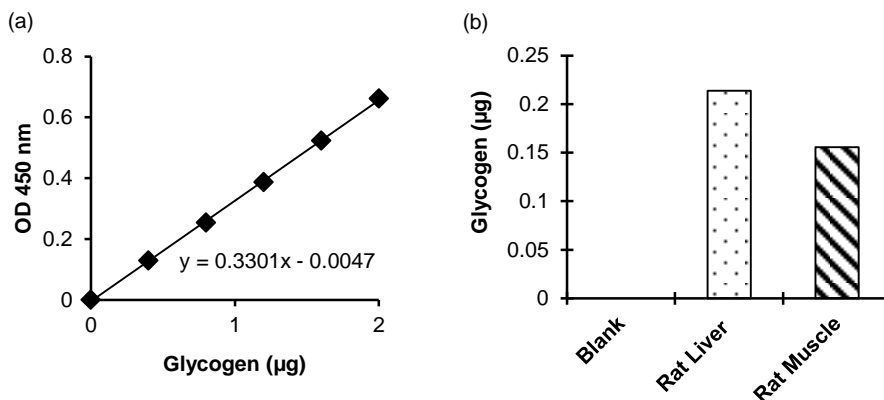 (a)
OD 450 nm
0.8
0.6
0.4
0.2
0
y = 0.3301x - 0.0047
0 1 2
Glycogen (µg)
(b)
Glycogen (µg)
0.25
0.2
0.15
0.1
0.05
0
Blank
Rat Liver
Rat Muscle